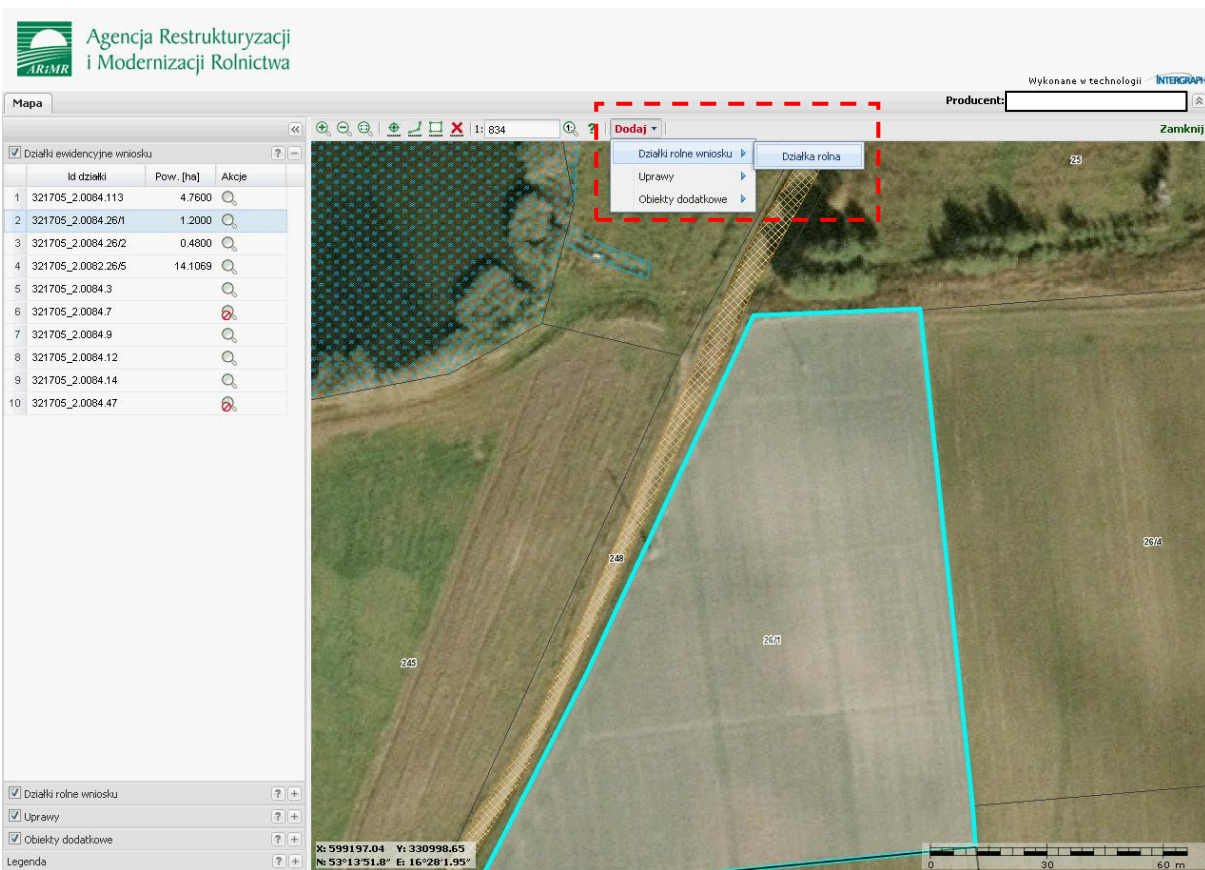 Agencja Restrukturyzacji
i Modernizacji Rolnictwa
ARiMR
Wykonane w technologii INTERGRAPH
Mapa
Producent:
1: 834
?
Dodaj
Zamknij
Działki ewidencyjne wniosku ?
Id działki Pow. [ha] Akcje
1 321705_2.0084.113 4.7600
2 321705_2.0084.26/1 1.2000
3 321705_2.0084.26/2 0.4800
4 321705_2.0082.26/5 14.1069
5 321705_2.0084.3
6 321705_2.0084.7
7 321705_2.0084.9
8 321705_2.0084.12
9 321705_2.0084.14
10 321705_2.0084.47
Działki rolne wniosku
Działka rolna
Uprawy
Obiekty dodatkowe
25
248
26/4
26/1
245
Działki rolne wniosku ?
Uprawy ?
Obiekty dodatkowe ?
Legenda ?
X: 599197.04 Y: 330998.65
N: 53°13'51.8" E: 16°28'1.95"
0 30 60 m